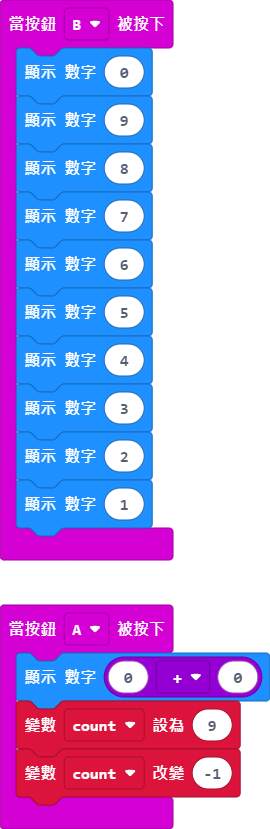 當按鈕 B 被按下
顯示 數字 0
顯示 數字 9
顯示 數字 8
顯示 數字 7
顯示 數字 6
顯示 數字 5
顯示 數字 4
顯示 數字 3
顯示 數字 2
顯示 數字 1
當按鈕 A 被按下
顯示 數字 0 + 0
變數 count 設為 9
變數 count 改變 -1